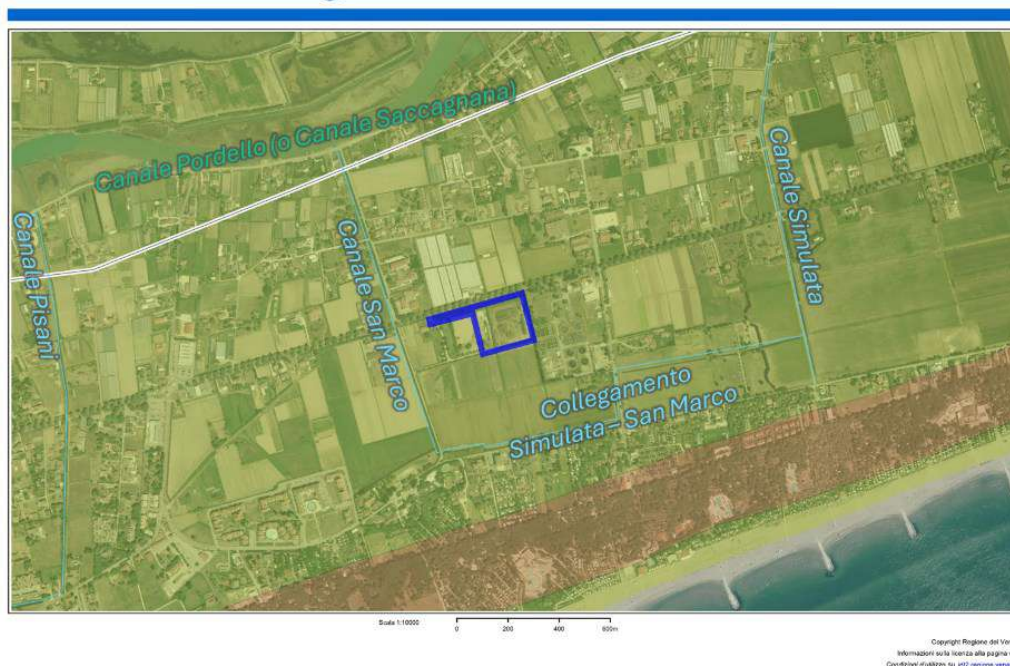 Canale Pordello (o Canale Saccagnana)
Canale Pisani
Canale San Marco
Canale Simulata
Collegamento
Simulata – San Marco
Scala 1:10000
0 200 400 600m
Copyright Regione del
Informazioni sulla licenza alla pagina
Condizioni d'utilizzo su